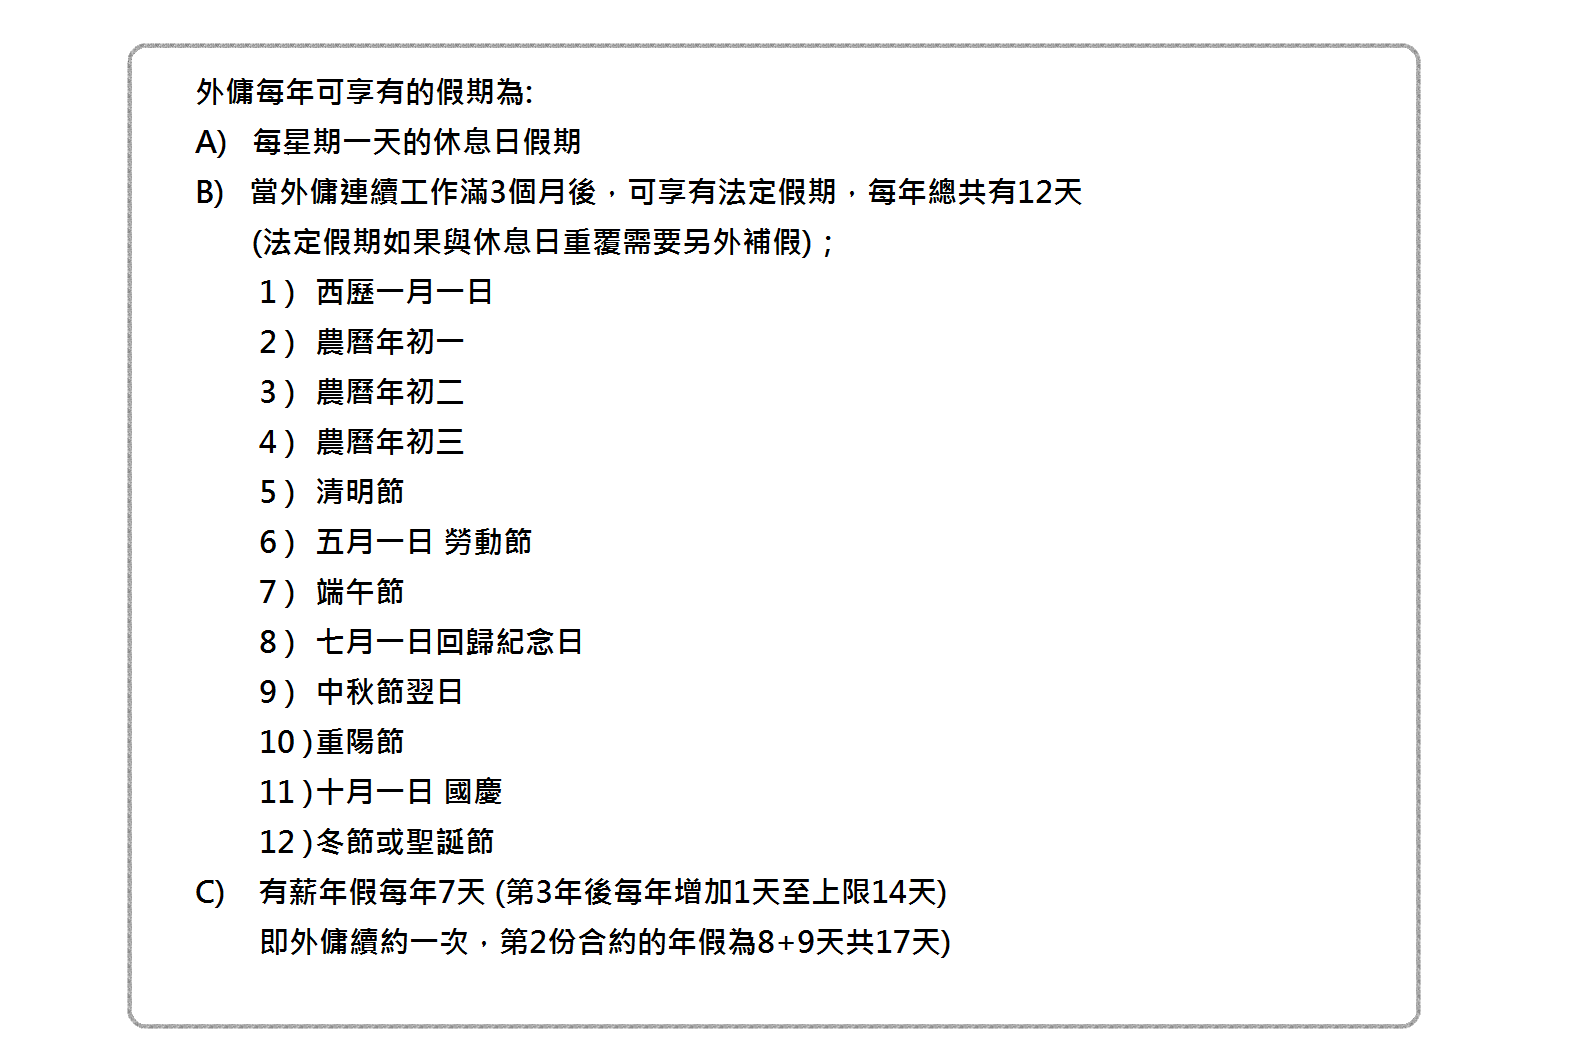 外傭每年可享有的假期為:
A) 每星期一天的休息日假期
B) 當外傭連續工作滿3個月後，可享有法定假期，每年總共有12天
(法定假期如果與休息日重覆需要另外補假)；
1 ) 西歷一月一日
2 ) 農曆年初一
3 ) 農曆年初二
4 ) 農曆年初三
5 ) 清明節
6 ) 五月一日 勞動節
7 ) 端午節
8 ) 七月一日回歸紀念日
9 ) 中秋節翌日
10 )重陽節
11 )十月一日 國慶
12 )冬節或聖誕節
C) 有薪年假每年7天 (第3年後每年增加1天至上限14天)
即外傭續約一次，第2份合約的年假為8+9天共17天)